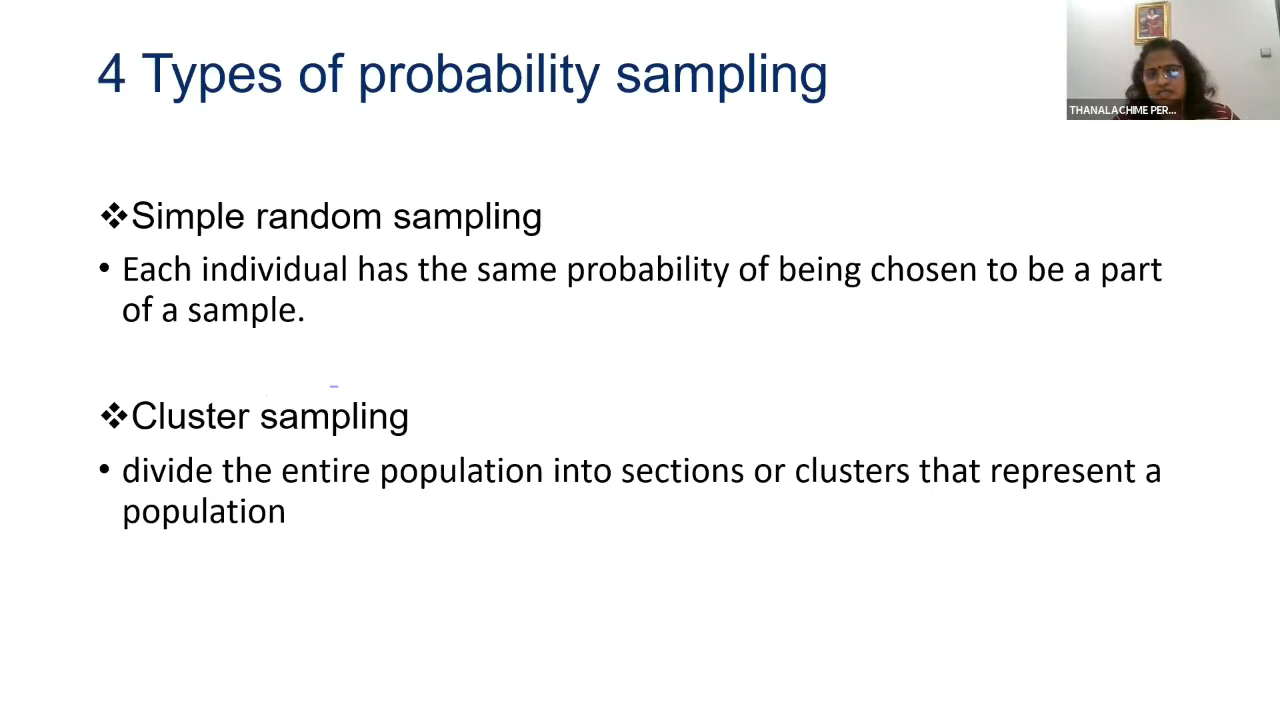 4 Types of probability sampling
THANALACHIME PER...
❖Simple random sampling
• Each individual has the same probability of being chosen to be a part
of a sample.
❖Cluster sampling
• divide the entire population into sections or clusters that represent a
population